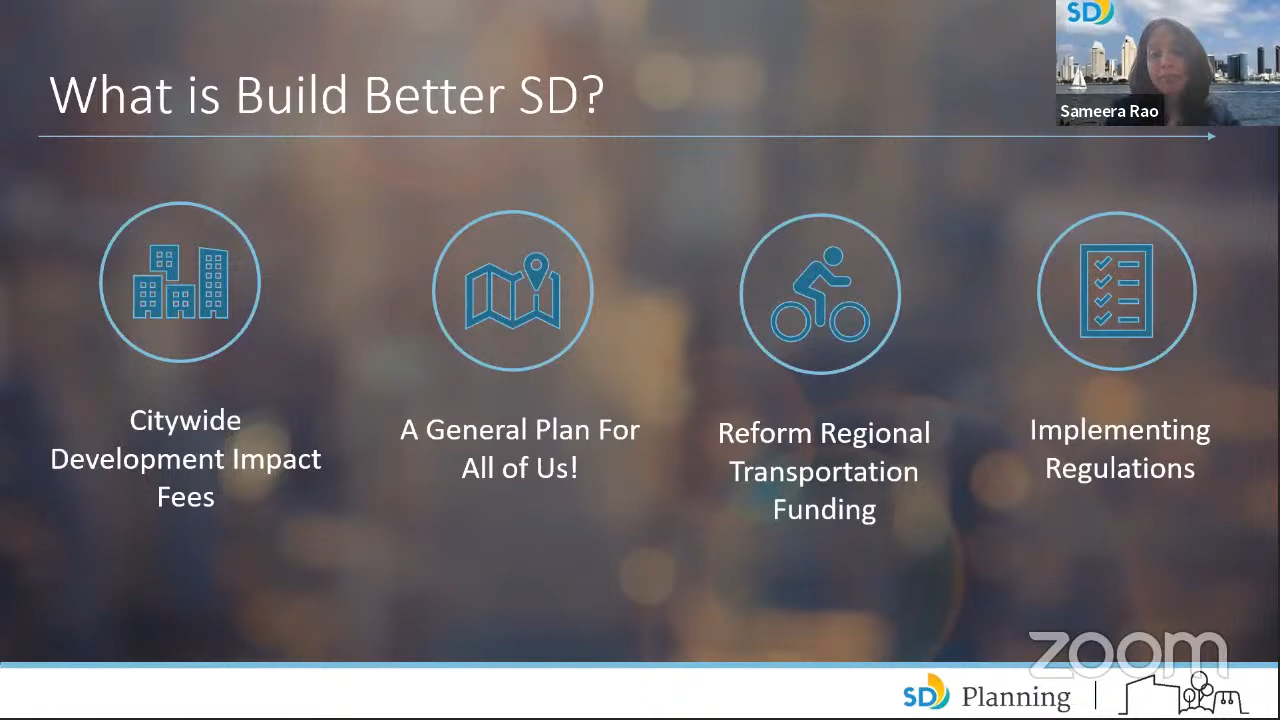 What is Build Better SD?
SD
Sameera Rao
Citywide
Development Impact
Fees
A General Plan For
All of Us!
Reform Regional
Transportation
Funding
Implementing
Regulations
zoom
SD Planning